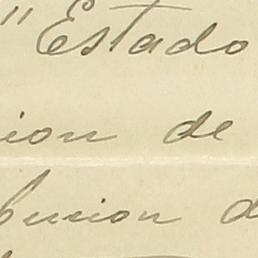 "Estado
ion de
bucion d